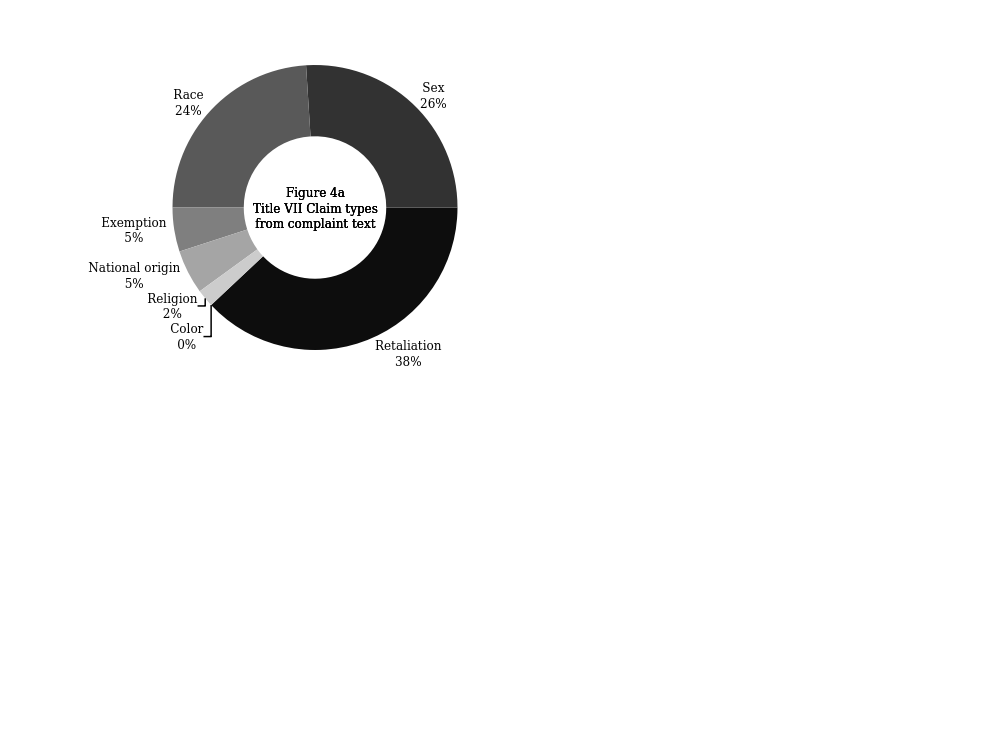 Sex
26%
Race
24%
Figure 4a
Title VII Claim types
from complaint text
Exemption
5%
National origin
5%
Religion
2%
Color
0%
Retaliation
38%